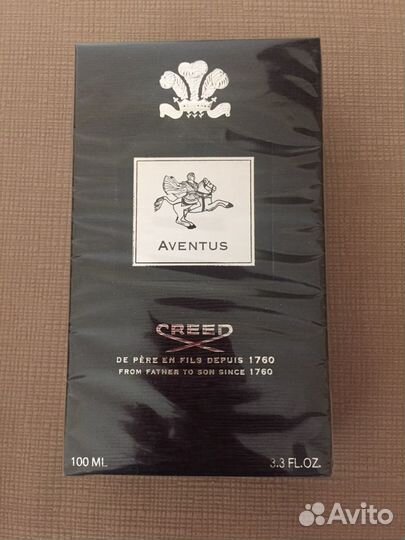 AVENTUS
CREED
DE PÈRE EN FILS DEPUIS 1760
FROM FATHER TO SON SINCE 1760
100 ML
3.3 FL.OZ.
Avito